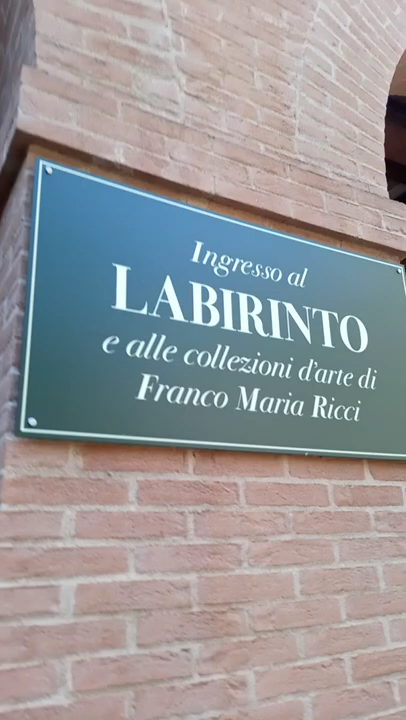 Ingresso al
LABIRINTO
e alle collezioni d'arte di
Franco Maria Ricci